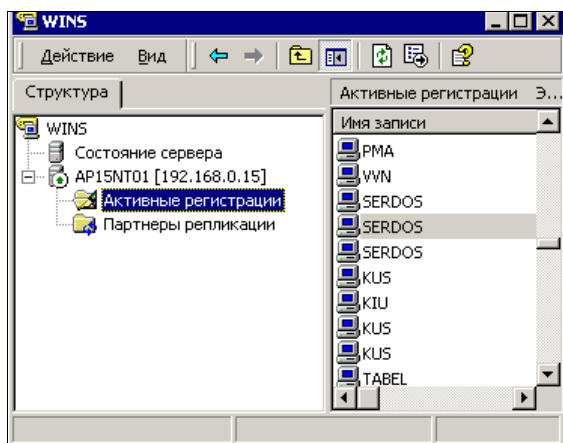 WINS
Действие Вид
Структура
WINS
Состояние сервера
AP15NT01 [192.168.0.15]
Активные регистрации
Партнеры репликации
Активные регистрации Э...
Имя записи
PMA
VVN
SERDOS
SERDOS
SERDOS
KUS
KIU
KUS
KUS
TABEL